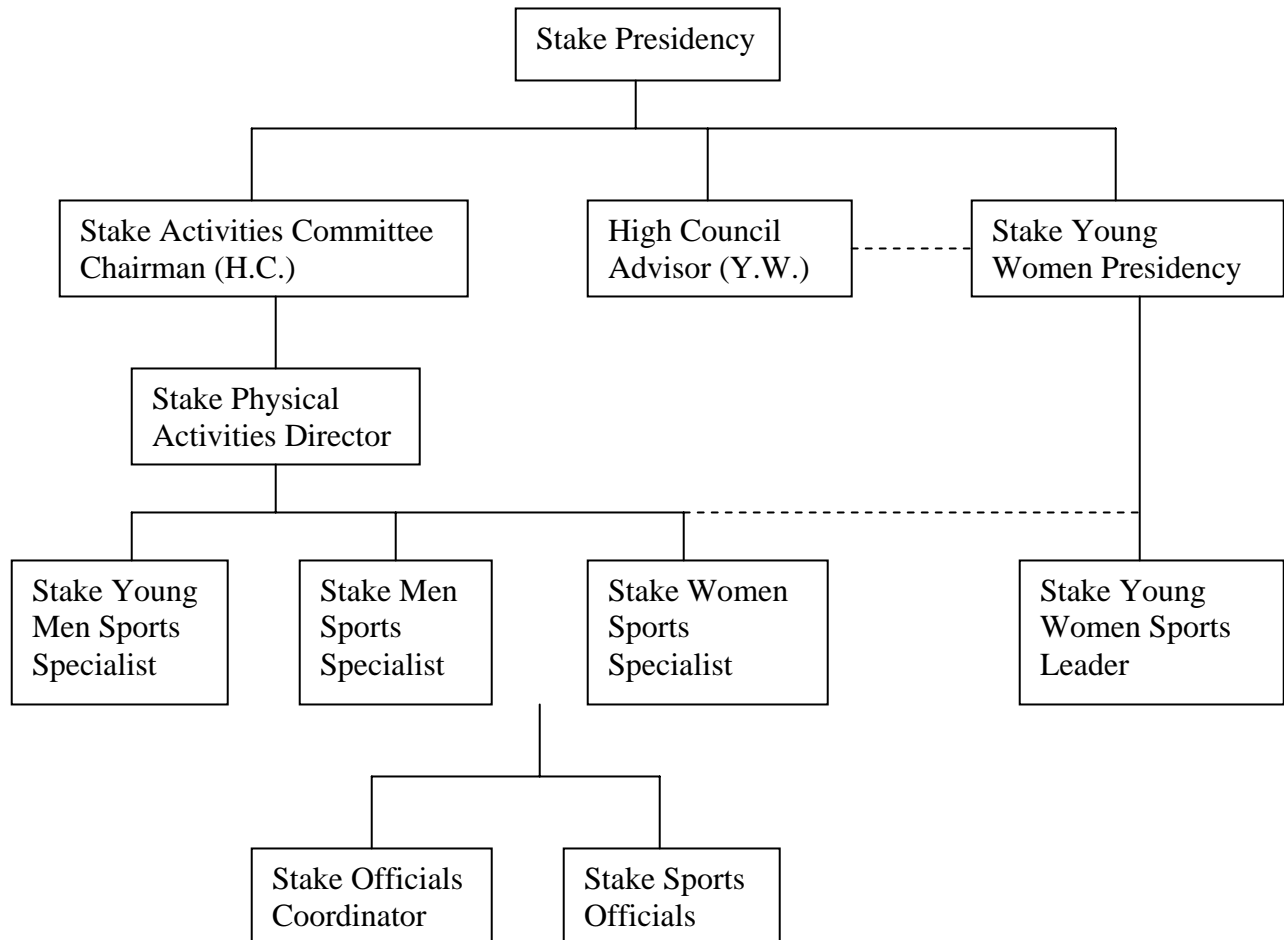 Stake Presidency
Stake Activities Committee
Chairman (H.C.)
High Council
Advisor (Y.W.)
Stake Young
Women Presidency
Stake Physical
Activities Director
Stake Young
Men Sports
Specialist
Stake Men
Sports
Specialist
Stake Women
Sports
Specialist
Stake Young
Women Sports
Leader
Stake Officials
Coordinator
Stake Sports
Officials